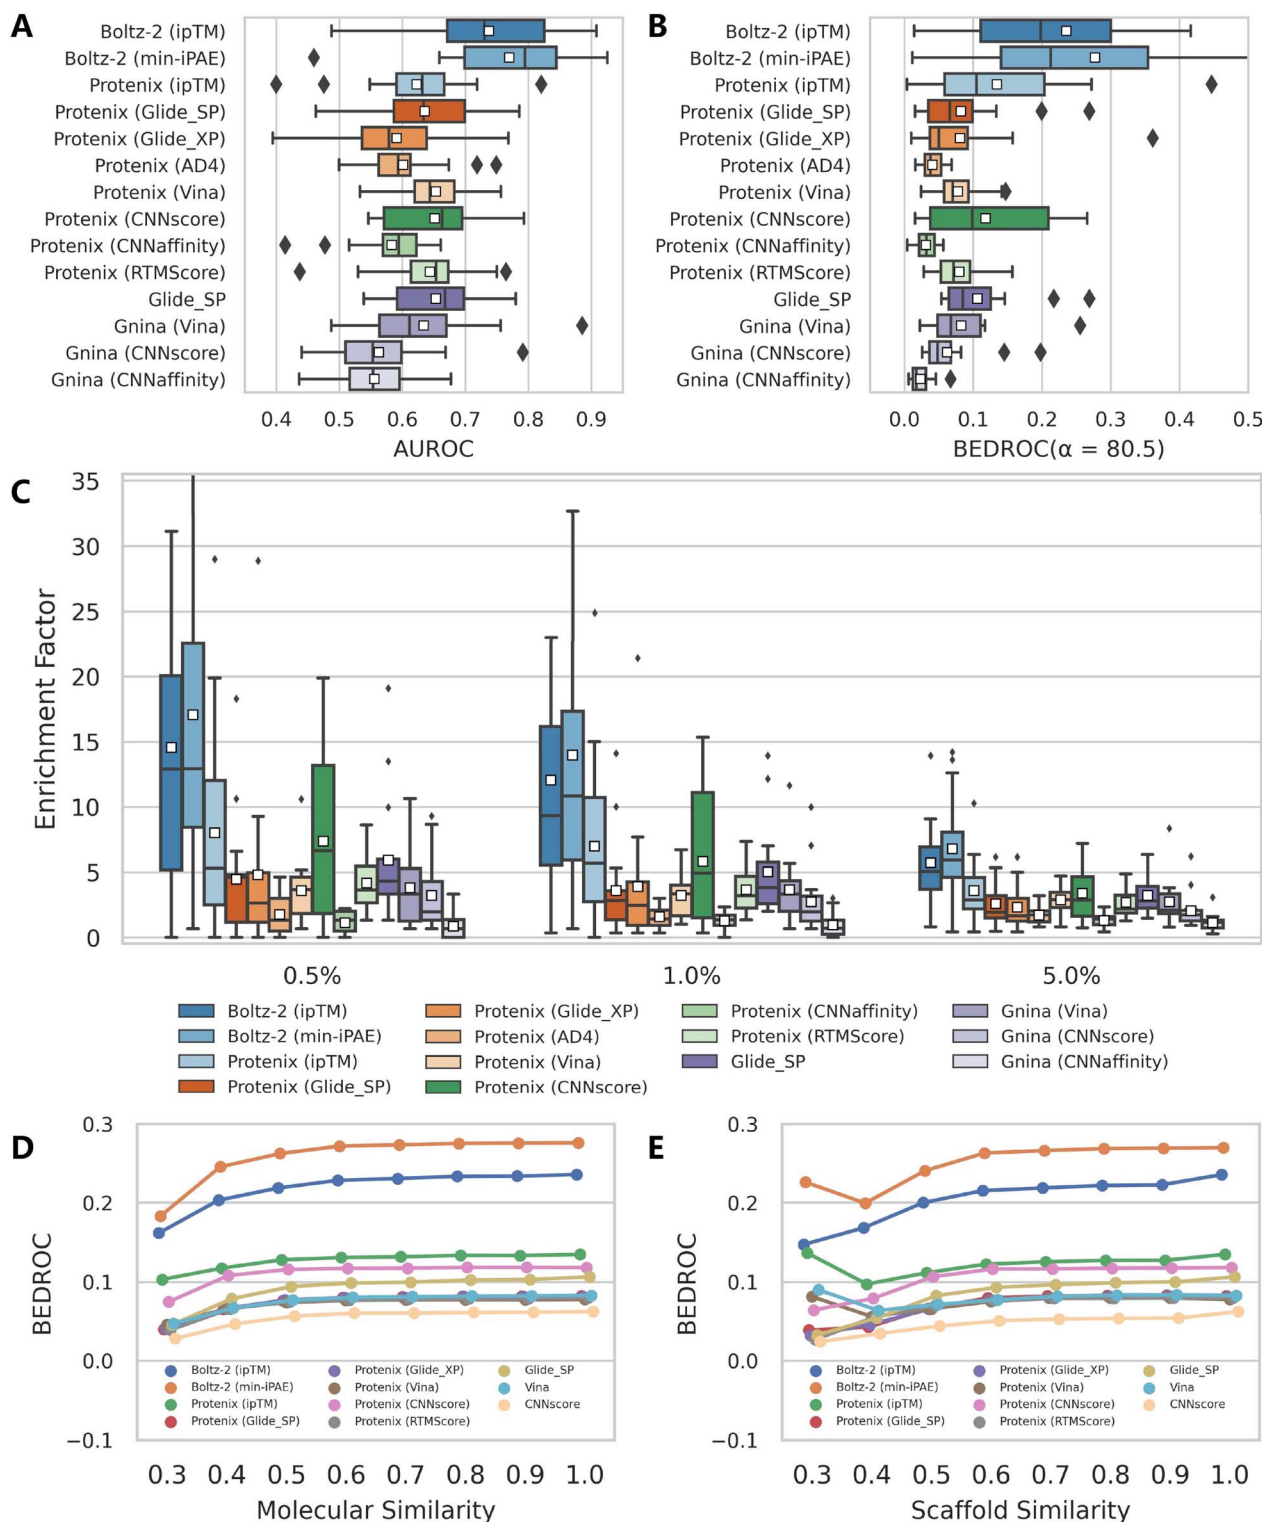 A
Boltz-2 (ipTM)
Boltz-2 (min-iPAE)
Protenix (ipTM)
Protenix (Glide_SP)
Protenix (Glide_XP)
Protenix (AD4)
Protenix (Vina)
Protenix (CNNscore)
Protenix (CNNaffinity)
Protenix (RTMScore)
Glide_SP
Gnina (Vina)
Gnina (CNNscore)
Gnina (CNNaffinity)
0.4 0.5 0.6 0.7 0.8 0.9
AUROC
B
Boltz-2 (ipTM)
Boltz-2 (min-iPAE)
Protenix (ipTM)
Protenix (Glide_SP)
Protenix (Glide_XP)
Protenix (AD4)
Protenix (Vina)
Protenix (CNNscore)
Protenix (CNNaffinity)
Protenix (RTMScore)
Glide_SP
Gnina (Vina)
Gnina (CNNscore)
Gnina (CNNaffinity)
0.0 0.1 0.2 0.3 0.4 0.5
BEDROC(α = 80.5)
C
Enrichment Factor
35
30
25
20
15
10
5
0
0.5% 1.0% 5.0%
Boltz-2 (ipTM)
Boltz-2 (min-iPAE)
Protenix (ipTM)
Protenix (Glide_SP)
Protenix (Glide_XP)
Protenix (AD4)
Protenix (Vina)
Protenix (CNNscore)
Protenix (CNNaffinity)
Protenix (RTMScore)
Glide_SP
Gnina (Vina)
Gnina (CNNscore)
Gnina (CNNaffinity)
D
BEDROC
0.3
0.2
0.1
0.0
−0.1
Boltz-2 (ipTM)
Boltz-2 (min-iPAE)
Protenix (ipTM)
Protenix (Glide_SP)
Protenix (Glide_XP)
Protenix (Vina)
Protenix (CNNscore)
Protenix (RTMScore)
Glide_SP
Vina
CNNscore
0.3 0.4 0.5 0.6 0.7 0.8 0.9 1.0
Molecular Similarity
E
BEDROC
0.3
0.2
0.1
0.0
−0.1
Boltz-2 (ipTM)
Boltz-2 (min-iPAE)
Protenix (ipTM)
Protenix (Glide_SP)
Protenix (Glide_XP)
Protenix (Vina)
Protenix (CNNscore)
Protenix (RTMScore)
Glide_SP
Vina
CNNscore
0.3 0.4 0.5 0.6 0.7 0.8 0.9 1.0
Scaffold Similarity